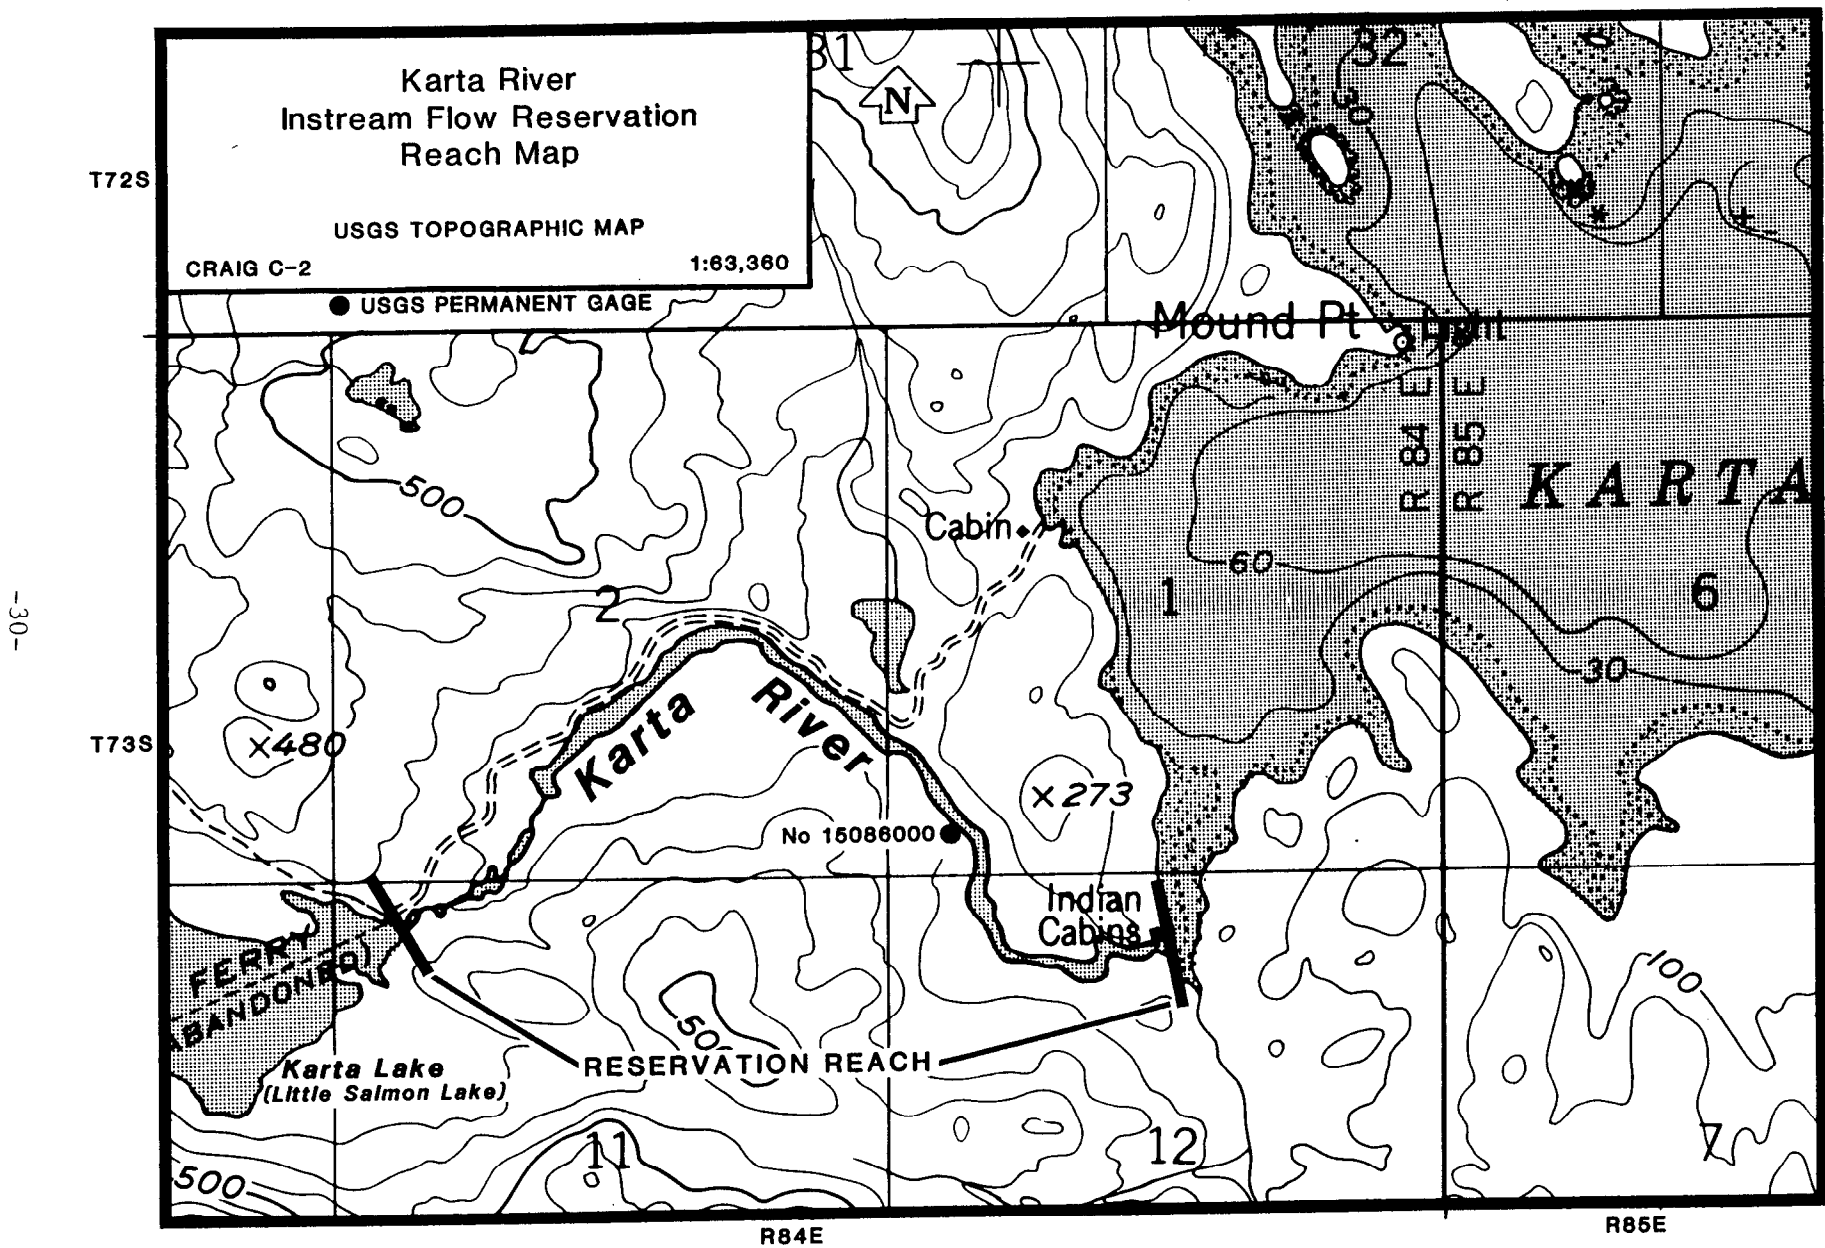 Karta River
Instream Flow Reservation
Reach Map
USGS TOPOGRAPHIC MAP
CRAIG C-2 1:63,360
USGS PERMANENT GAGE
31
N
32
30
T72S
Mound Pt
R 84 E
R 85 E
KARTA
500
Cabin
60
2
1
6
-30-
30
Karta River
T73S
×480
×273
No 15086000
Indian
Cabins
FERRY
ABANDONED)
100
500
RESERVATION REACH
Karta Lake
(Little Salmon Lake)
11
12
7
500
R84E
R85E